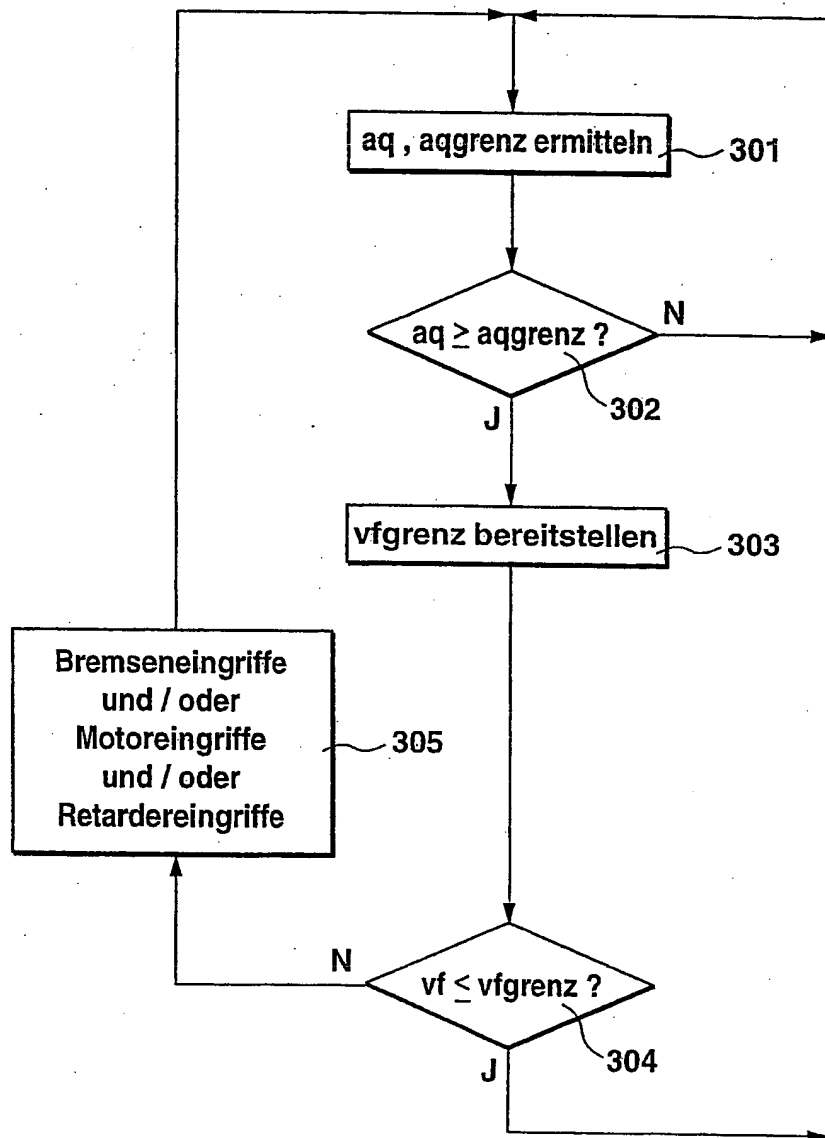 aq , aqgrenz ermitteln
301
aq ≥ aqgrenz ?
N
302
J
vfgrenz bereitstellen
303
Bremseneingriffe
und / oder
Motoreingriffe
und / oder
Retardereingriffe
305
N
vf ≤ vfgrenz ?
304
J